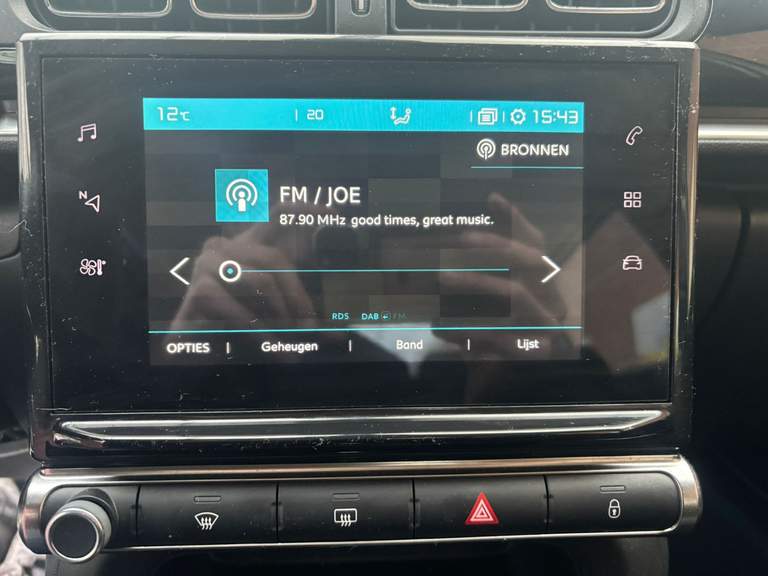 12°C | 20 | | 15:43
BRONNEN
FM / JOE
87.90 MHz good times, great music.
N
RDS DAB FM
OPTIES | Geheugen | Band | Lijst